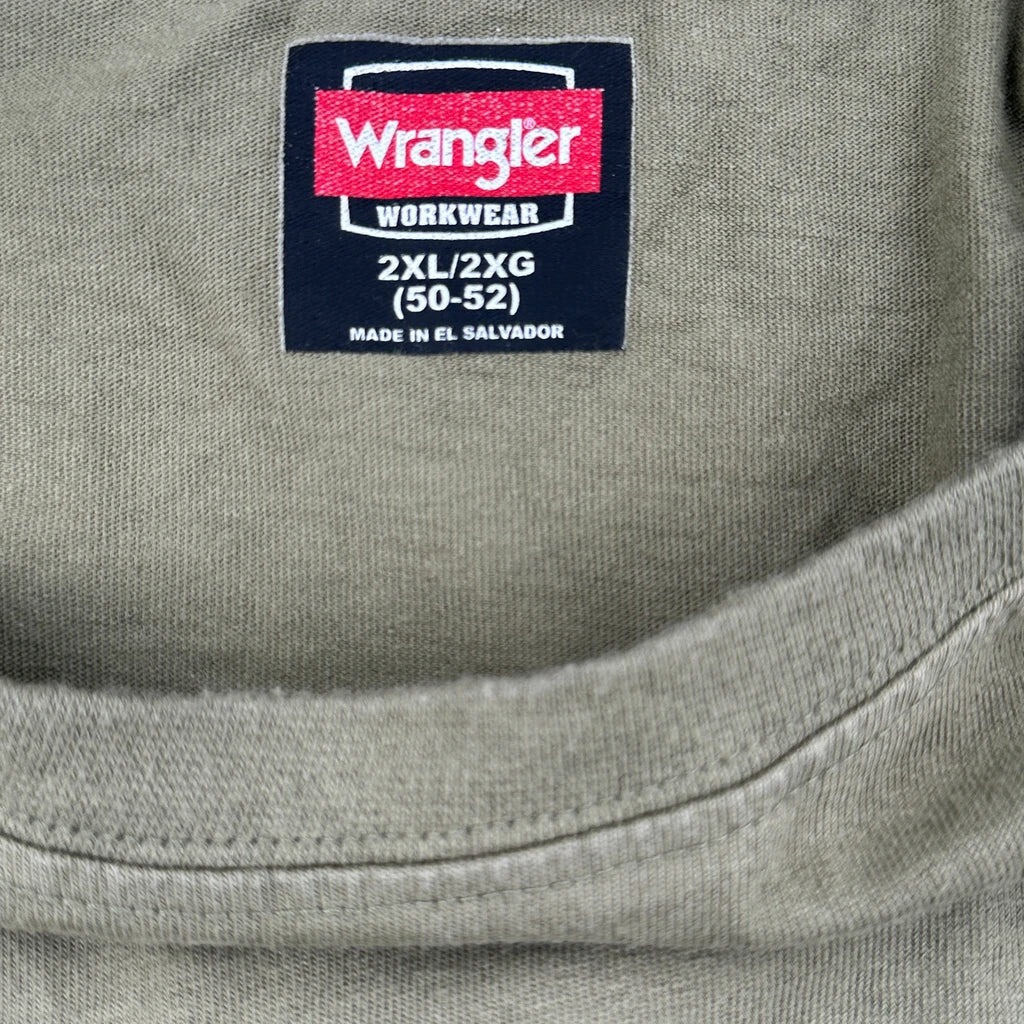 Wrangler®
WORKWEAR
2XL/2XG
(50-52)
MADE IN EL SALVADOR